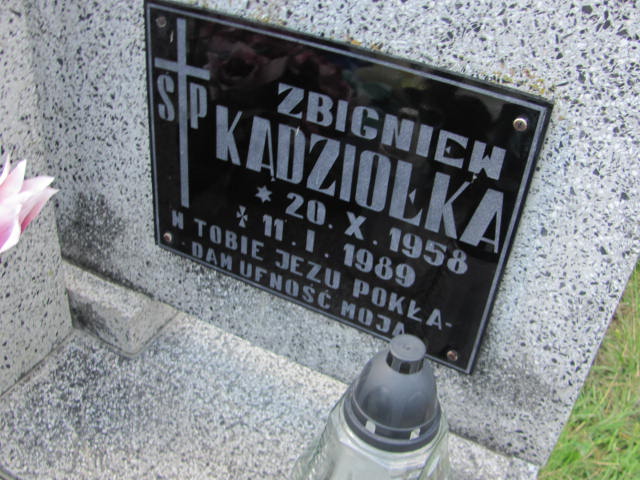 ŚP
ZBIGNIEW
KĄDZIOŁKA
* 20. X. 1958
✠ 11. I. 1989
W TOBIE JEZU POKŁA-
DAM UFNOŚĆ MOJĄ